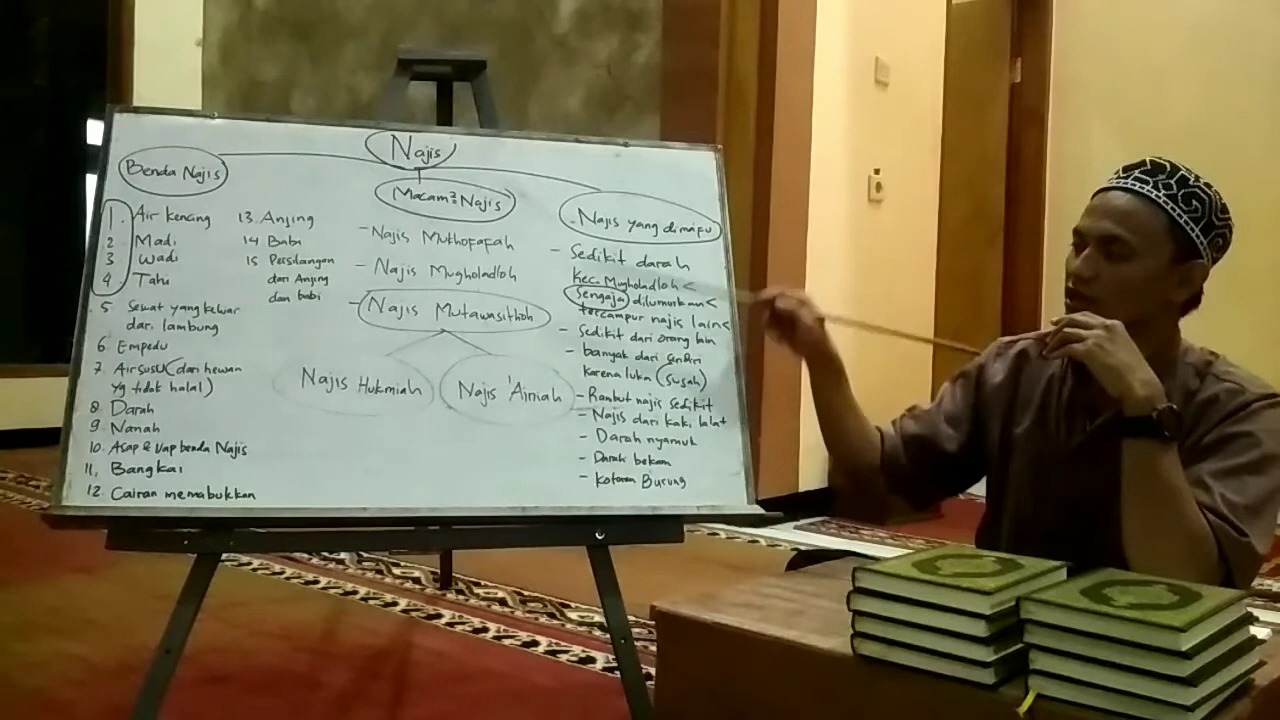 Najis
Benda Najis
1. Air kencing
2 Madi
3 Wadi
4 Tahi
5 Sesuat yang keluar
dari lambung
6 Empedu
7. Air susu (dari hewan
yg tidak halal)
8. Darah
9. Nanah
10. Asap & Uap benda Najis
11. Bangkai
12. Cairan memabukkan
13. Anjing
14 Babi
15 Persilangan
dari Anjing
dan babi
Macam² Najis
- Najis Mukhofafah
- Najis Mugholadloh
- Najis Mutawasithoh
Najis Hukmiah
Najis 'Ainiah
Najis yang dimafu
- Sedikit darah
Kec. Mugholadloh <
Sengaja dilumurkan <
tercampur najis lain <
- Sedikit dari orang lain
- banyak dari sendiri
karena luka (Susah)
- Rambut najis sedikit
- Najis dari kaki lalat
- Darah nyamuk
- Darah bekam
- kotoran Burung